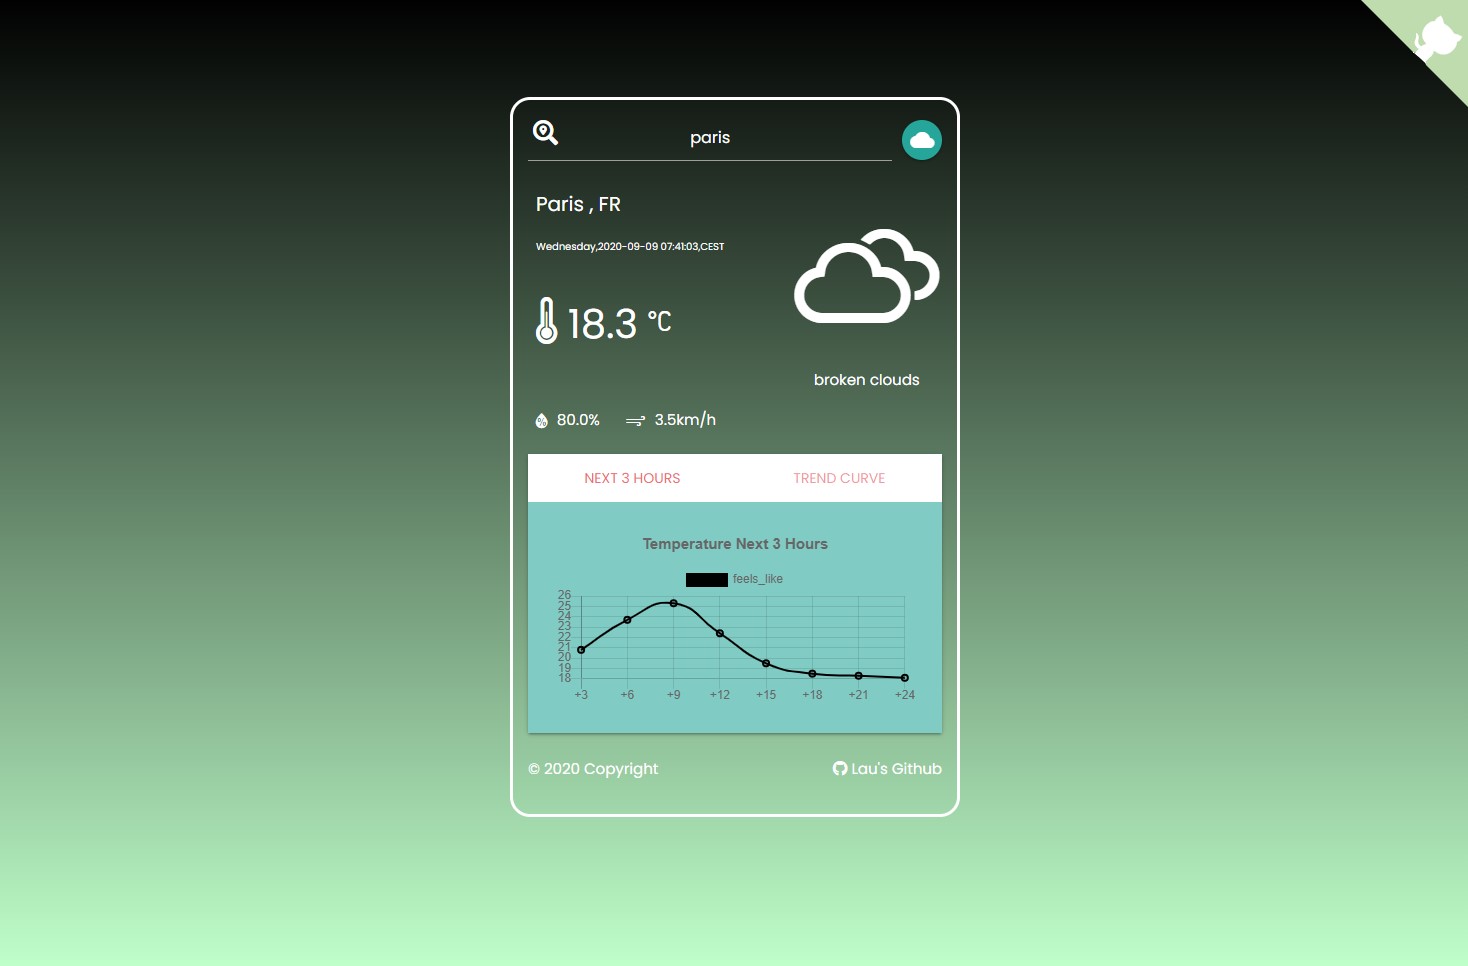 paris
Paris , FR
Wednesday,2020-09-09 07:41:03,CEST
18.3 °C
broken clouds
80.0% 3.5km/h
NEXT 3 HOURS TREND CURVE
Temperature Next 3 Hours
feels_like
26
25
24
23
22
21
20
19
18
+3 +6 +9 +12 +15 +18 +21 +24
© 2020 Copyright Lau's Github